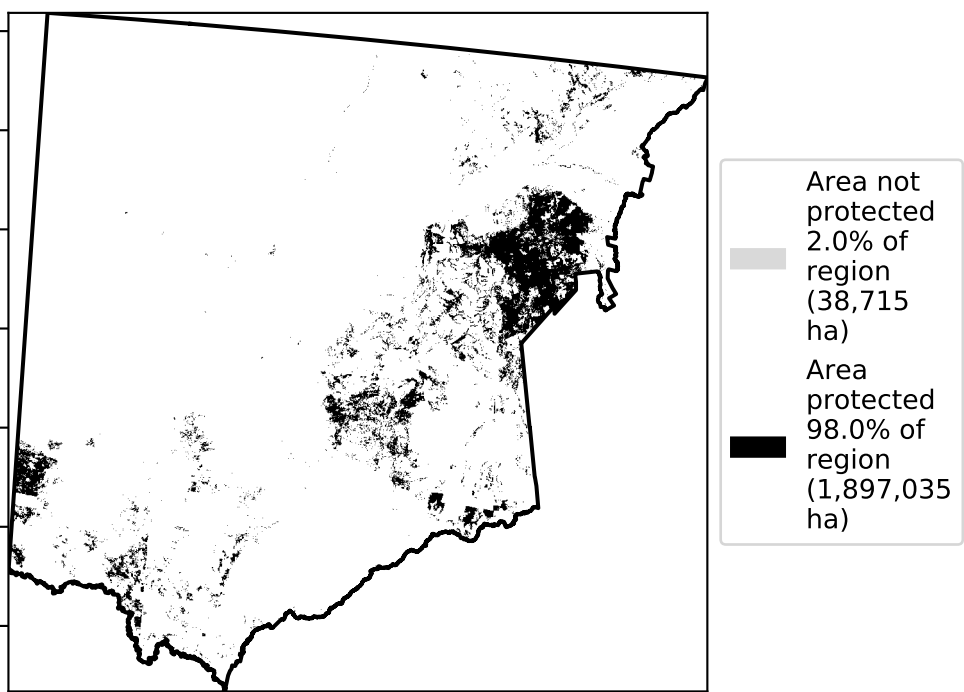 Area not
protected
2.0% of
region
(38,715
ha)
Area
protected
98.0% of
region
(1,897,035
ha)